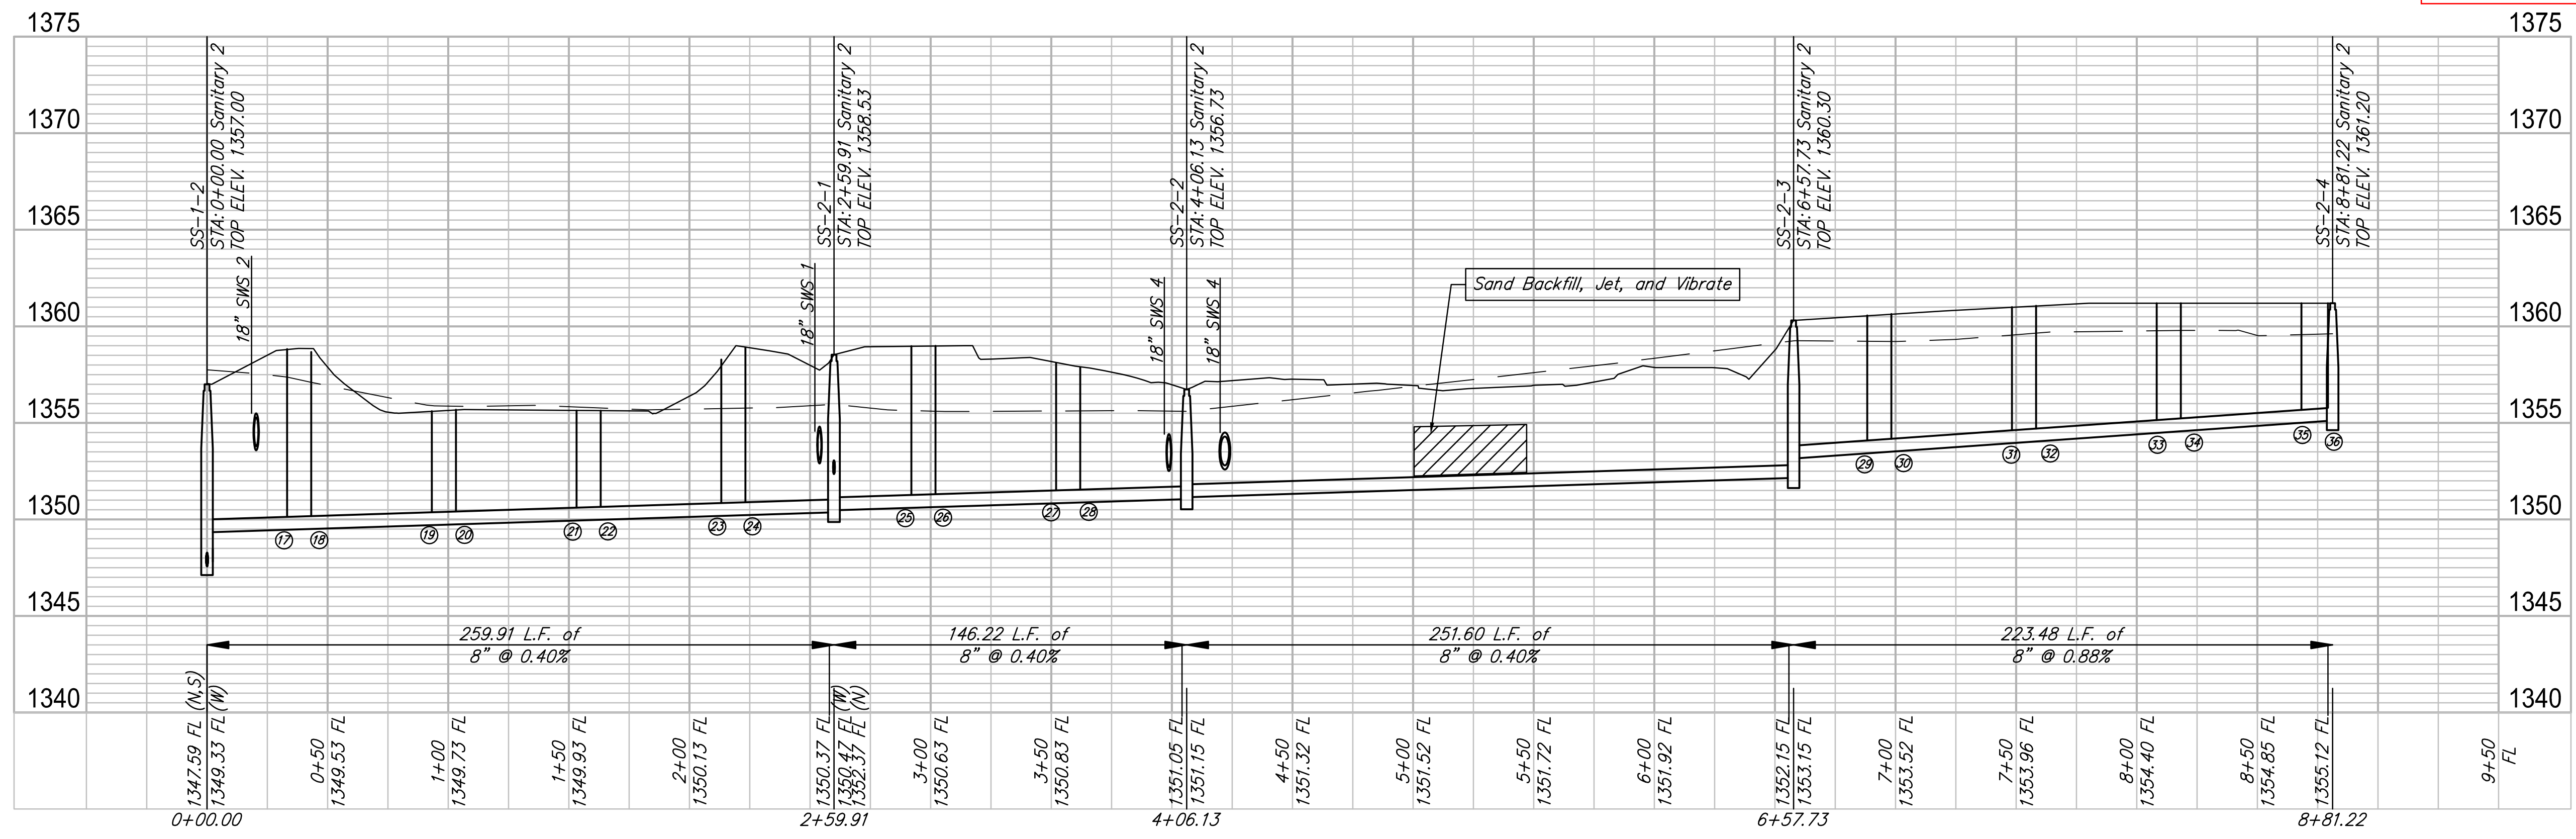 1375
1375
1370
1370
1365
1365
1360
1360
1355
1355
1350
1350
1345
1345
1340
1340
SS-1-2
STA: 0+00.00 Sanitary 2
TOP ELEV. 1357.00
18" SWS 2
18" SWS 1
SS-2-1
STA: 2+59.91 Sanitary 2
TOP ELEV. 1358.53
18" SWS 4
SS-2-2
STA: 4+06.13 Sanitary 2
TOP ELEV. 1356.73
18" SWS 4
Sand Backfill, Jet, and Vibrate
SS-2-3
STA: 6+57.73 Sanitary 2
TOP ELEV. 1360.30
SS-2-4
STA: 8+81.22 Sanitary 2
TOP ELEV. 1361.20
17
18
19
20
21
22
23
24
25
26
27
28
29
30
31
32
33
34
35
36
259.91 L.F. of
8" @ 0.40%
146.22 L.F. of
8" @ 0.40%
251.60 L.F. of
8" @ 0.40%
223.48 L.F. of
8" @ 0.88%
1347.59 FL (N,S)
1349.33 FL (W)
0+50
1349.53 FL
1+00
1349.73 FL
1+50
1349.93 FL
2+00
1350.13 FL
1350.37 FL
1350.47 FL (W)
1352.37 FL (N)
3+00
1350.63 FL
3+50
1350.83 FL
1351.05 FL
1351.15 FL
4+50
1351.32 FL
5+00
1351.52 FL
5+50
1351.72 FL
6+00
1351.92 FL
1352.15 FL
1353.15 FL
7+00
1353.52 FL
7+50
1353.96 FL
8+00
1354.40 FL
8+50
1354.85 FL
1355.12 FL
9+50
FL
0+00.00
2+59.91
4+06.13
6+57.73
8+81.22